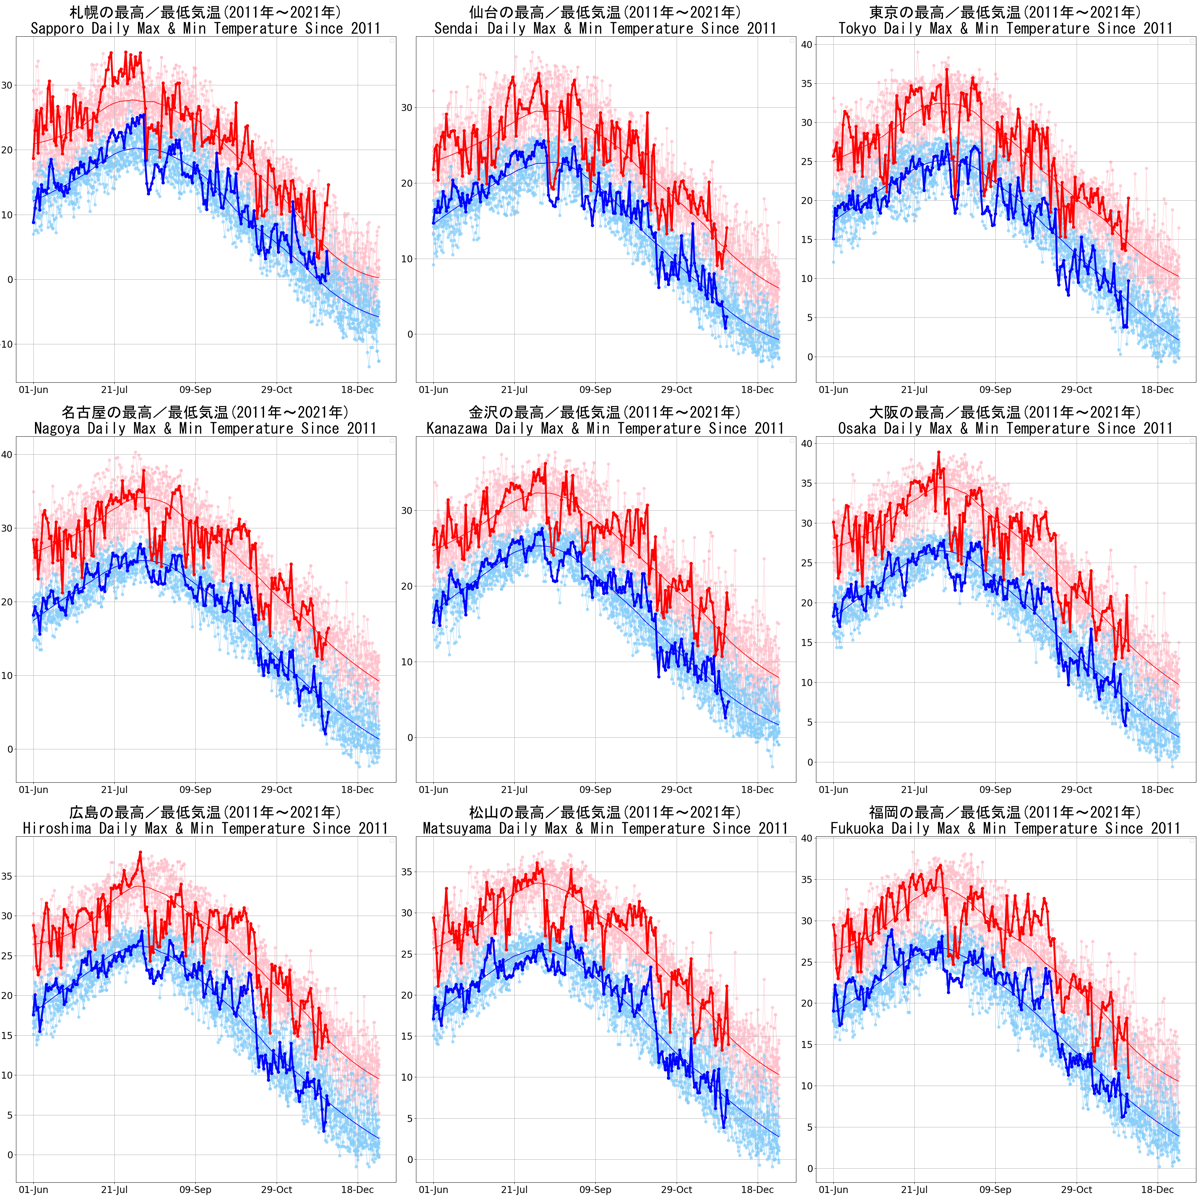 札幌の最高／最低気温(2011年～2021年)
Sapporo Daily Max & Min Temperature Since 2011
30
20
10
0
-10
01-Jun 21-Jul 09-Sep 29-Oct 18-Dec
仙台の最高／最低気温(2011年～2021年)
Sendai Daily Max & Min Temperature Since 2011
30
20
10
0
01-Jun 21-Jul 09-Sep 29-Oct 18-Dec
東京の最高／最低気温(2011年～2021年)
Tokyo Daily Max & Min Temperature Since 2011
40
35
30
25
20
15
10
5
0
01-Jun 21-Jul 09-Sep 29-Oct 18-Dec
名古屋の最高／最低気温(2011年～2021年)
Nagoya Daily Max & Min Temperature Since 2011
40
30
20
10
0
01-Jun 21-Jul 09-Sep 29-Oct 18-Dec
金沢の最高／最低気温(2011年～2021年)
Kanazawa Daily Max & Min Temperature Since 2011
30
20
10
0
01-Jun 21-Jul 09-Sep 29-Oct 18-Dec
大阪の最高／最低気温(2011年～2021年)
Osaka Daily Max & Min Temperature Since 2011
40
35
30
25
20
15
10
5
0
01-Jun 21-Jul 09-Sep 29-Oct 18-Dec
広島の最高／最低気温(2011年～2021年)
Hiroshima Daily Max & Min Temperature Since 2011
35
30
25
20
15
10
5
0
01-Jun 21-Jul 09-Sep 29-Oct 18-Dec
松山の最高／最低気温(2011年～2021年)
Matsuyama Daily Max & Min Temperature Since 2011
35
30
25
20
15
10
5
0
01-Jun 21-Jul 09-Sep 29-Oct 18-Dec
福岡の最高／最低気温(2011年～2021年)
Fukuoka Daily Max & Min Temperature Since 2011
40
35
30
25
20
15
10
5
0
01-Jun 21-Jul 09-Sep 29-Oct 18-Dec